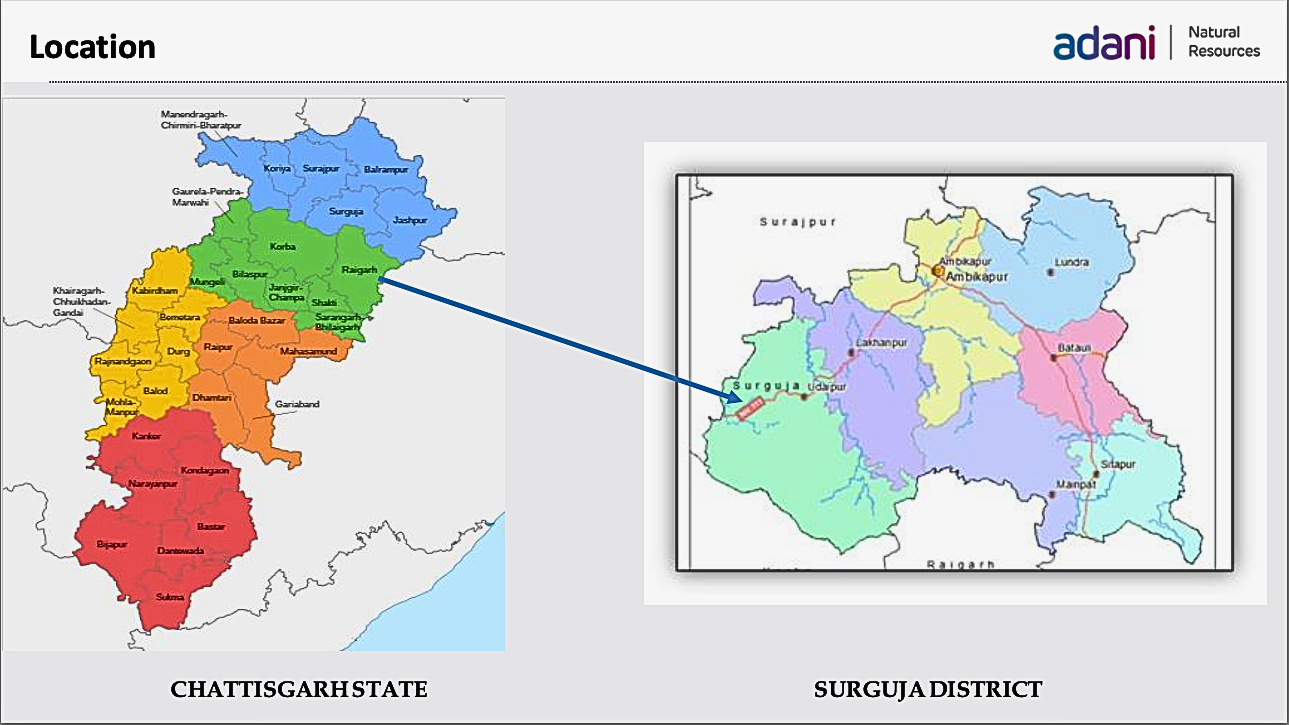 Location
adani
Natural
Resources
Manendragarh-
Chirmiri-Bharatpur
Koriya
Surajpur
Balrampur
Gaurela-Pendra-
Marwahi
Surguja
Jashpur
Korba
Raigarh
Bilaspur
Mungeli
Janjgir-
Champa
Shakti
Sarangarh-
Bhilaigarh
Kabirdham
Khairagarh-
Chhuikhadan-
Gandai
Bemetara
Baloda Bazar
Durg
Raipur
Mahasamund
Rajnandgaon
Balod
Dhamtari
Mohla-
Manpur
Gariaband
Kanker
Kondagaon
Narayanpur
Bastar
Bijapur
Dantewada
Sukma
CHATTISGARH STATE
Surajpur
Ambikapur
Ambikapur
Lundra
Lakhanpur
Batauli
Surguja
Udaipur
Sitapur
Mainpat
Raigarh
SURGUJA DISTRICT